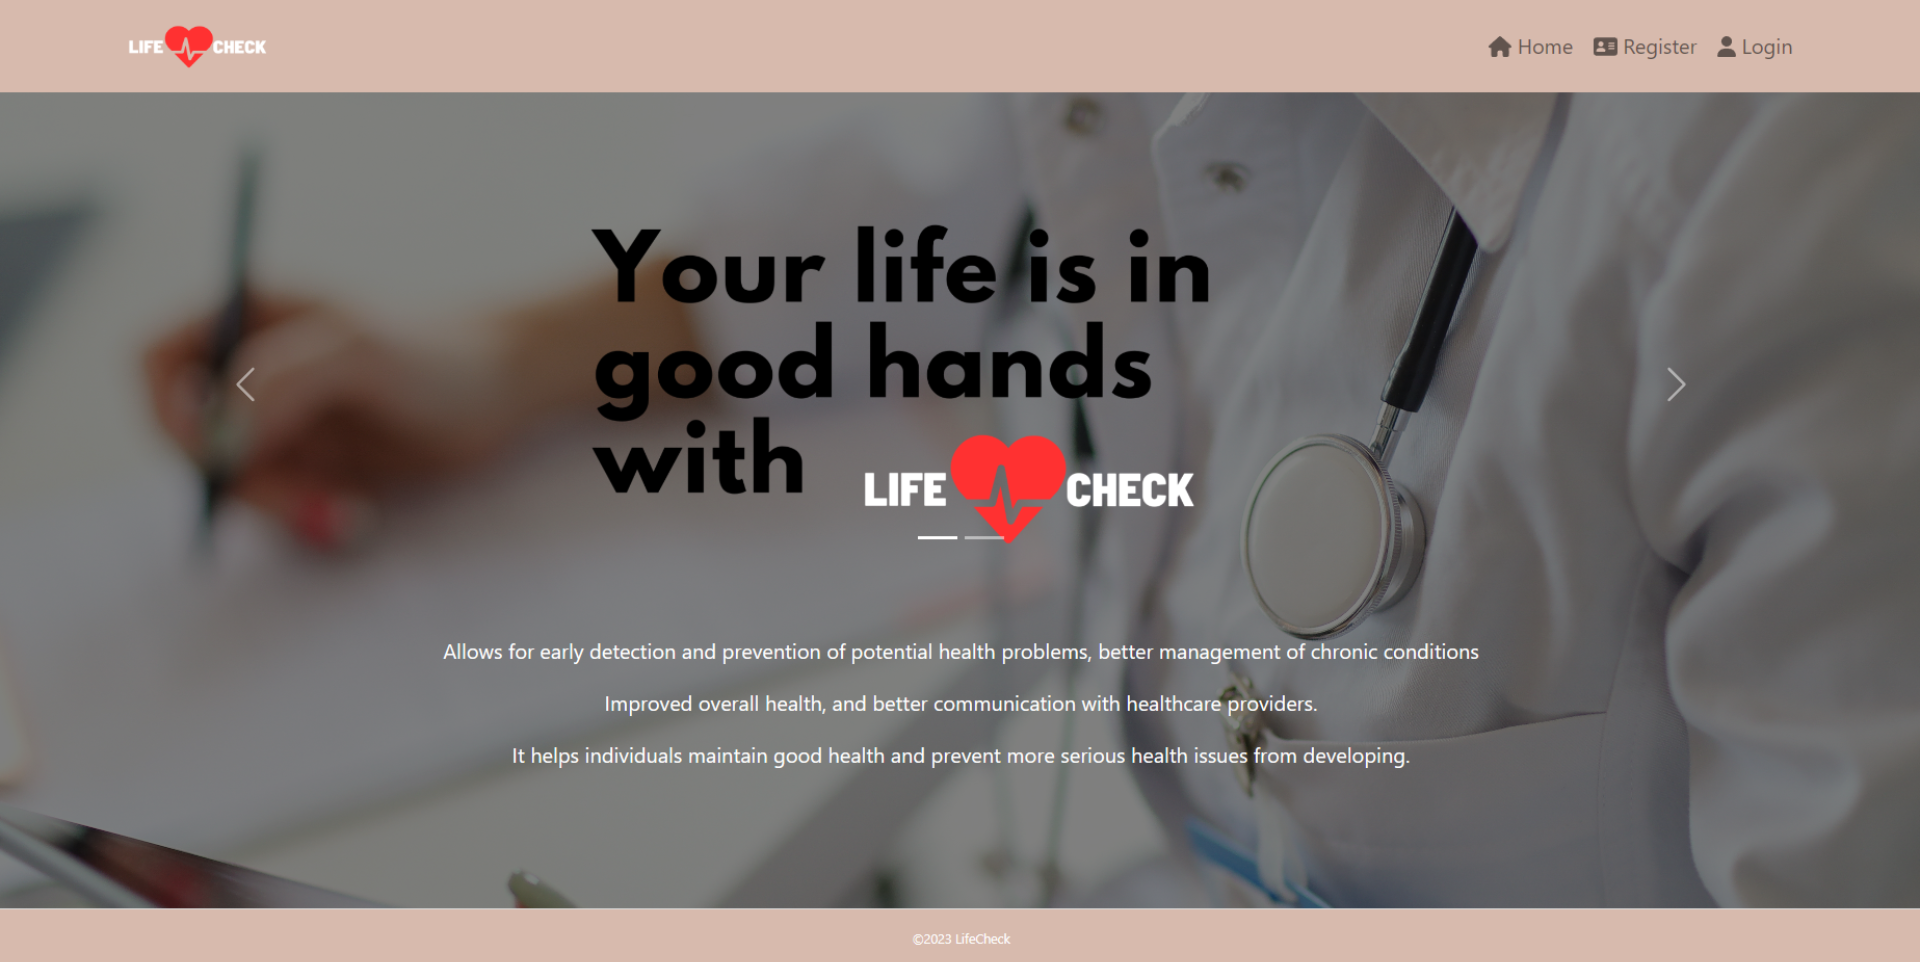 LIFE CHECK
Home Register Login
Your life is in
good hands
with LIFE CHECK
Allows for early detection and prevention of potential health problems, better management of chronic conditions
Improved overall health, and better communication with healthcare providers.
It helps individuals maintain good health and prevent more serious health issues from developing.
©2023 LifeCheck